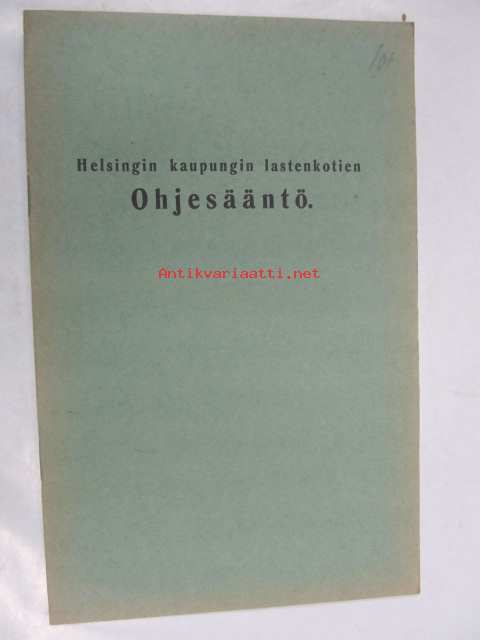 Helsingin kaupungin lastenkotien
Ohjesääntö.
Antikvariaatti.net